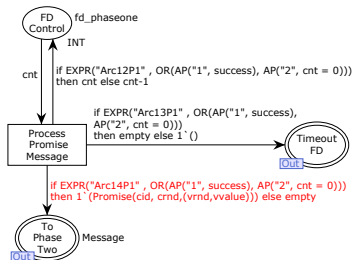 FD
Control
fd_phaseone
INT
cnt
if EXPR("Arc12P1" , OR(AP("1", success), AP("2", cnt = 0)))
then cnt else cnt-1
if EXPR("Arc13P1" , OR(AP("1", success),
AP("2", cnt = 0)))
then empty else 1`()
Process
Promise
Message
Timeout
FD
Out
if EXPR("Arc14P1" , OR(AP("1", success), AP("2", cnt = 0)))
then 1`(Promise(cid, crnd,(vrnd,vvalue))) else empty
To
Phase
Two
Message
Out